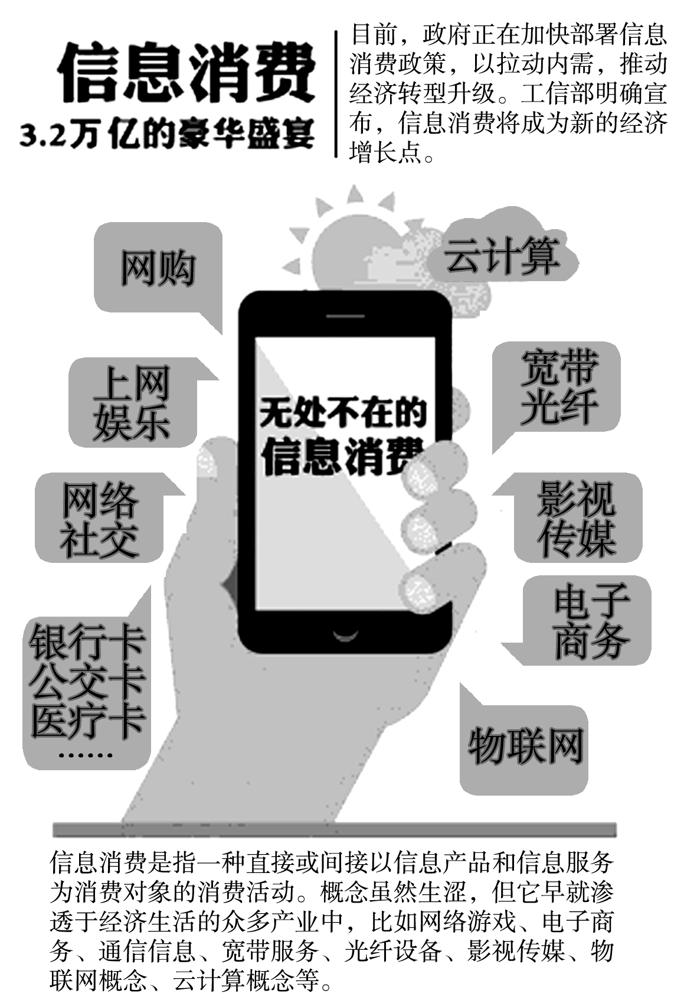 信息消费
3.2万亿的豪华盛宴
目前，政府正在加快部署信息
消费政策，以拉动内需，推动
经济转型升级。工信部明确宣
布，信息消费将成为新的经济
增长点。
网购
云计算
上网
娱乐
宽带
光纤
无处不在的
信息消费
网络
社交
影视
传媒
电子
商务
银行卡
公交卡
医疗卡
……
物联网
信息消费是指一种直接或间接以信息产品和信息服务
为消费对象的消费活动。概念虽然生涩，但它早就渗
透于经济生活的众多产业中，比如网络游戏、电子商
务、通信信息、宽带服务、光纤设备、影视传媒、物
联网概念、云计算概念等。